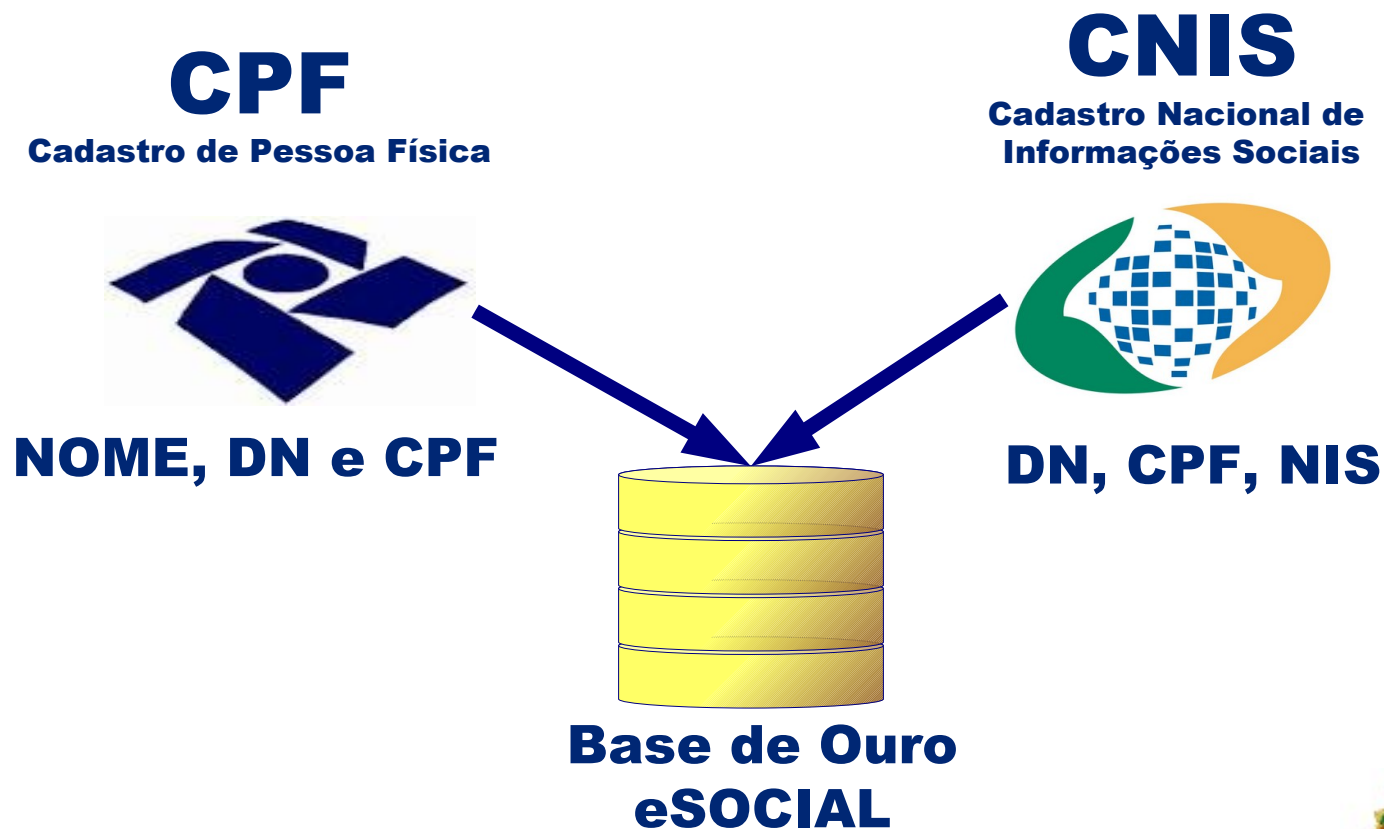 CPF
Cadastro de Pessoa Física
NOME, DN e CPF
CNIS
Cadastro Nacional de
Informações Sociais
DN, CPF, NIS
Base de Ouro
eSOCIAL